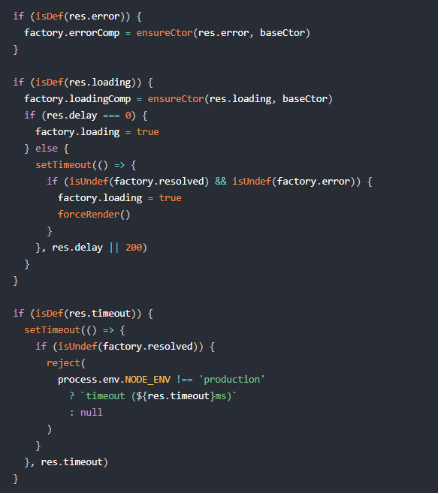 if (isDef(res.error)) {
  factory.errorComp = ensureCtor(res.error, baseCtor)
}

if (isDef(res.loading)) {
  factory.loadingComp = ensureCtor(res.loading, baseCtor)
  if (res.delay === 0) {
    factory.loading = true
  } else {
    setTimeout(() => {
      if (isUndef(factory.resolved) && isUndef(factory.error)) {
        factory.loading = true
        forceRender()
      }
    }, res.delay || 200)
  }
}

if (isDef(res.timeout)) {
  setTimeout(() => {
    if (isUndef(factory.resolved)) {
      reject(
        process.env.NODE_ENV !== 'production'
          ? `timeout (${res.timeout}ms)`
          : null
      )
    }
  }, res.timeout)
}